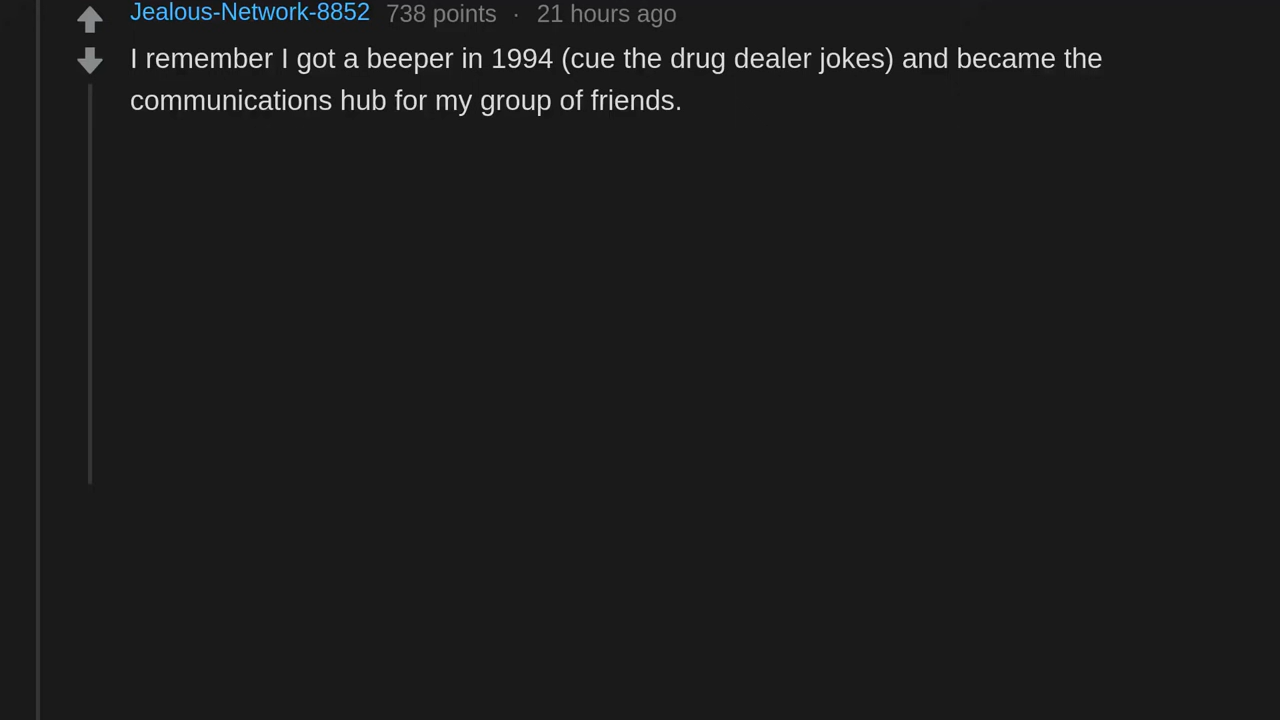 Jealous-Network-8852 738 points · 21 hours ago
I remember I got a beeper in 1994 (cue the drug dealer jokes) and became the
communications hub for my group of friends.